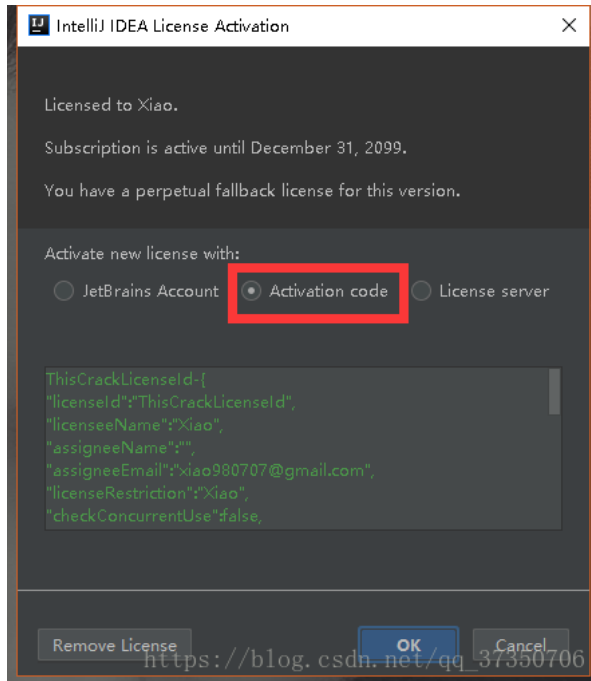 IntelliJ IDEA License Activation
Licensed to Xiao.
Subscription is active until December 31, 2099.
You have a perpetual fallback license for this version.
Activate new license with:
JetBrains Account Activation code License server
ThisCrackLicenseId-{
"licenseId":"ThisCrackLicenseId",
"licenseeName":"Xiao",
"assigneeName":"",
"assigneeEmail":"xiao980707@gmail.com",
"licenseRestriction":"Xiao",
"checkConcurrentUse":false,
Remove License OK Cancel
https://blog.csdn.net/qq_37350706